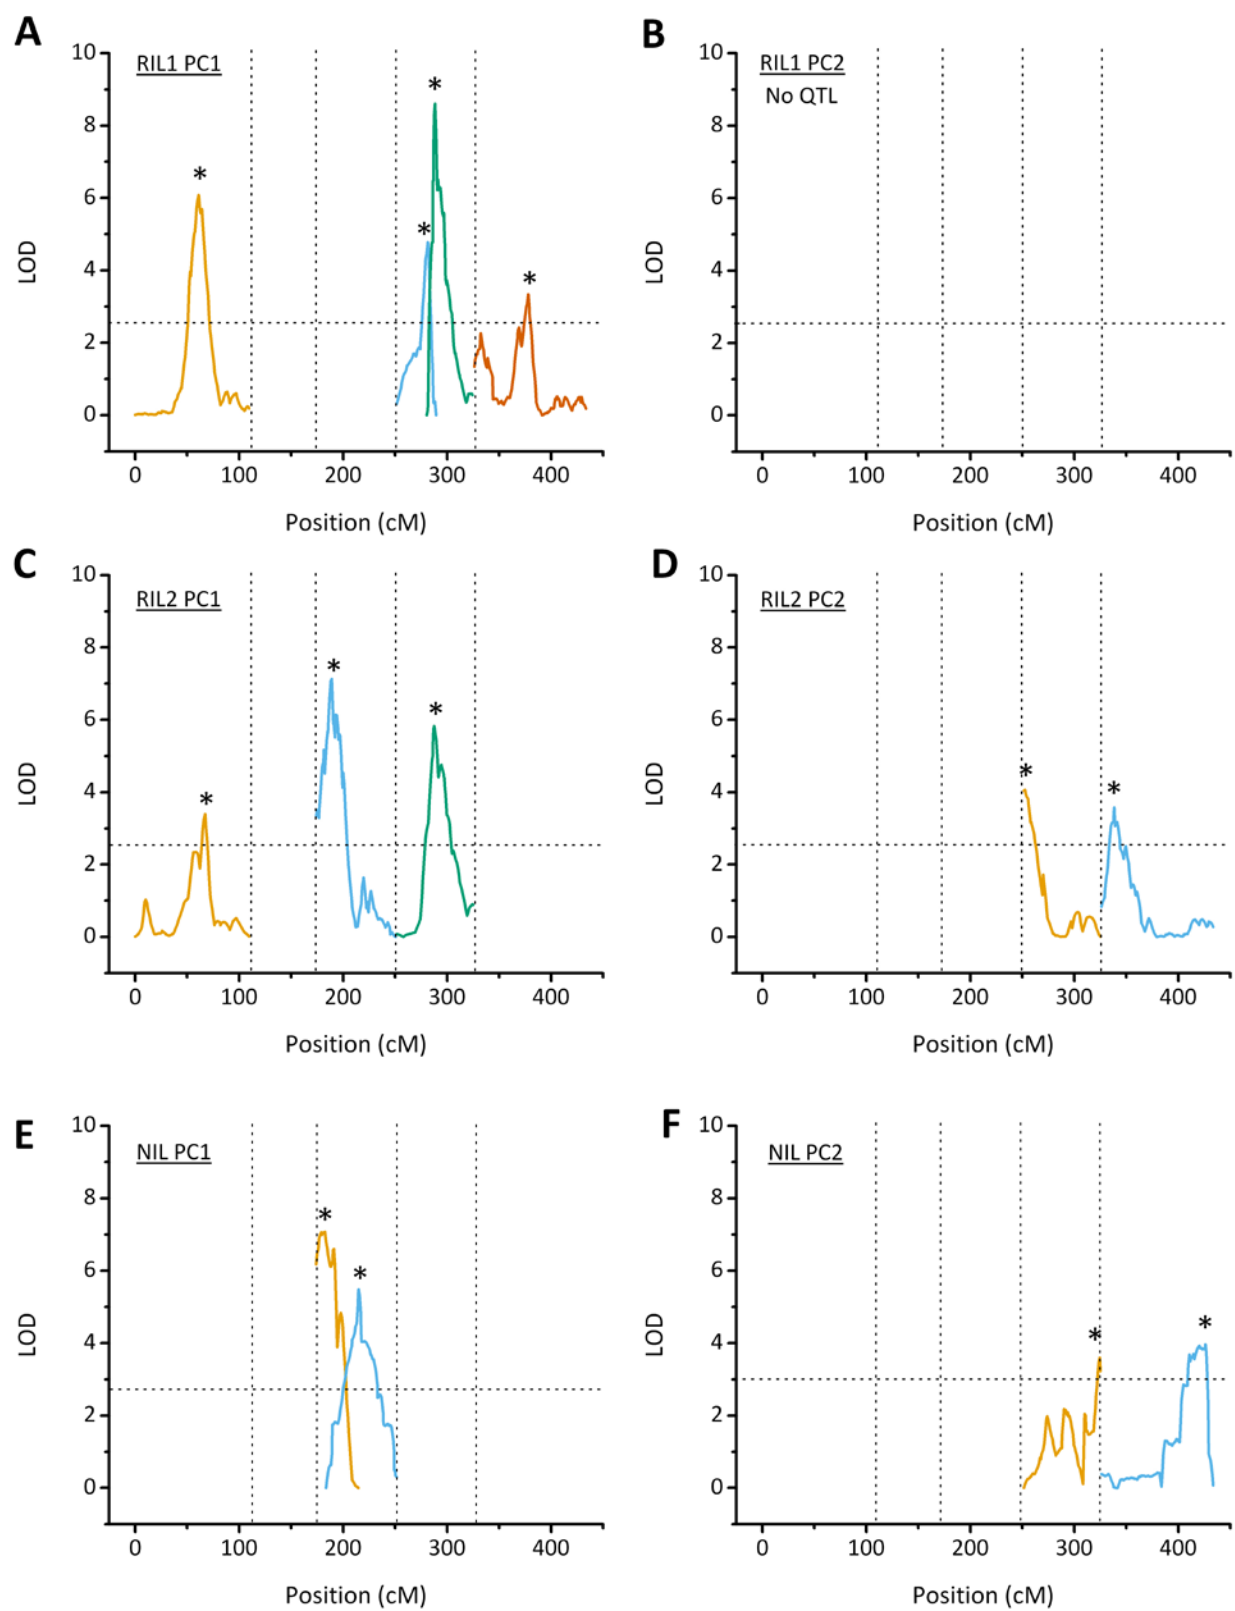 A
RIL1 PC1
10
8
6
4
2
0
LOD
* * * *
0 100 200 300 400
Position (cM)
B
RIL1 PC2
No QTL
10
8
6
4
2
0
LOD
0 100 200 300 400
Position (cM)
C
RIL2 PC1
10
8
6
4
2
0
LOD
* * *
0 100 200 300 400
Position (cM)
D
RIL2 PC2
10
8
6
4
2
0
LOD
* *
0 100 200 300 400
Position (cM)
E
NIL PC1
10
8
6
4
2
0
LOD
* *
0 100 200 300 400
Position (cM)
F
NIL PC2
10
8
6
4
2
0
LOD
* *
0 100 200 300 400
Position (cM)